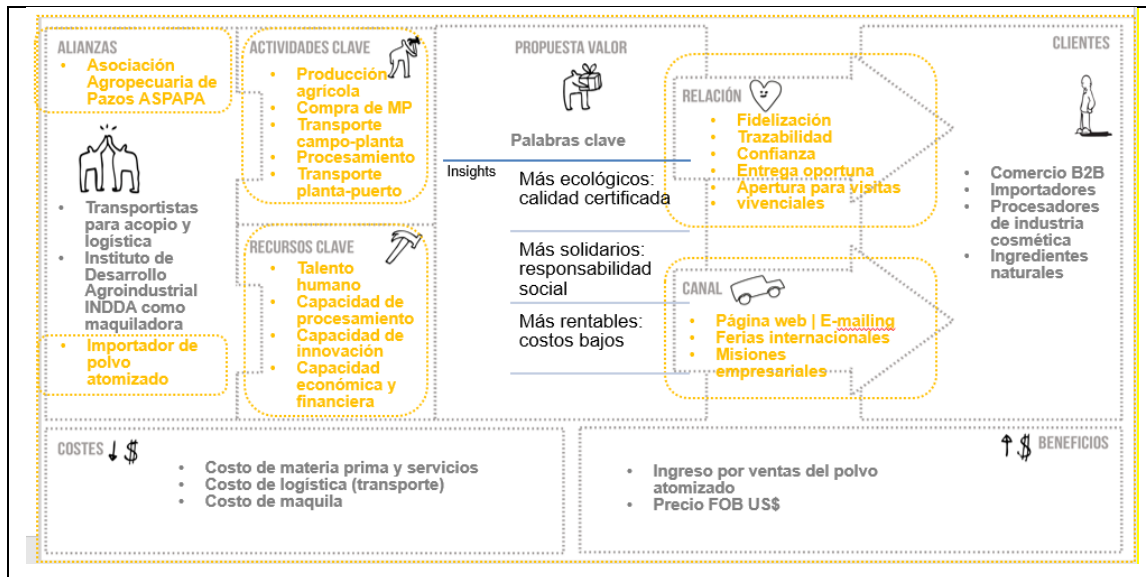 ALIANZAS
• Asociación
Agropecuaria de
Pazos ASPAPA
• Transportistas
para acopio y
logística
• Instituto de
Desarrollo
Agroindustrial
INDDA como
maquiladora
• Importador de
polvo
atomizado
ACTIVIDADES CLAVE
• Producción
agrícola
• Compra de MP
• Transporte
campo-planta
• Procesamiento
• Transporte
planta-puerto
RECURSOS CLAVE
• Talento
humano
• Capacidad de
procesamiento
• Capacidad de
innovación
• Capacidad
económica y
financiera
PROPUESTA VALOR
Palabras clave
Insights
Más ecológicos:
calidad certificada
Más solidarios:
responsabilidad
social
Más rentables:
costos bajos
RELACIÓN
• Fidelización
• Trazabilidad
• Confianza
• Entrega oportuna
• Apertura para visitas
vivenciales
CANAL
• Página web | E-mailing
• Ferias internacionales
• Misiones
empresariales
CLIENTES
• Comercio B2B
• Importadores
• Procesadores
de industria
cosmética
• Ingredientes
naturales
COSTES $
• Costo de materia prima y servicios
• Costo de logística (transporte)
• Costo de maquila
$ BENEFICIOS
• Ingreso por ventas del polvo
atomizado
• Precio FOB US$